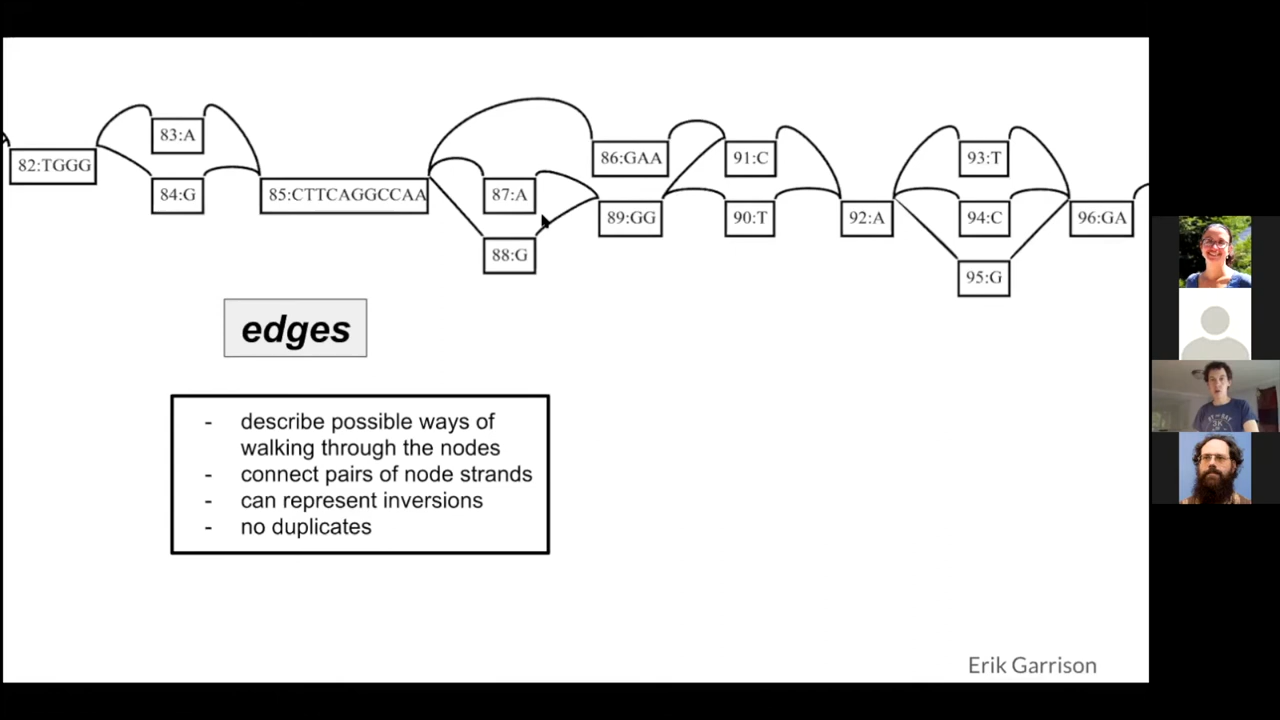 83:A
82:TGGG
84:G
85:CTTCAGGCCAA
86:GAA
87:A
88:G
89:GG
91:C
90:T
92:A
93:T
94:C
95:G
96:GA
edges
- describe possible ways of
walking through the nodes
- connect pairs of node strands
- can represent inversions
- no duplicates
Erik Garrison